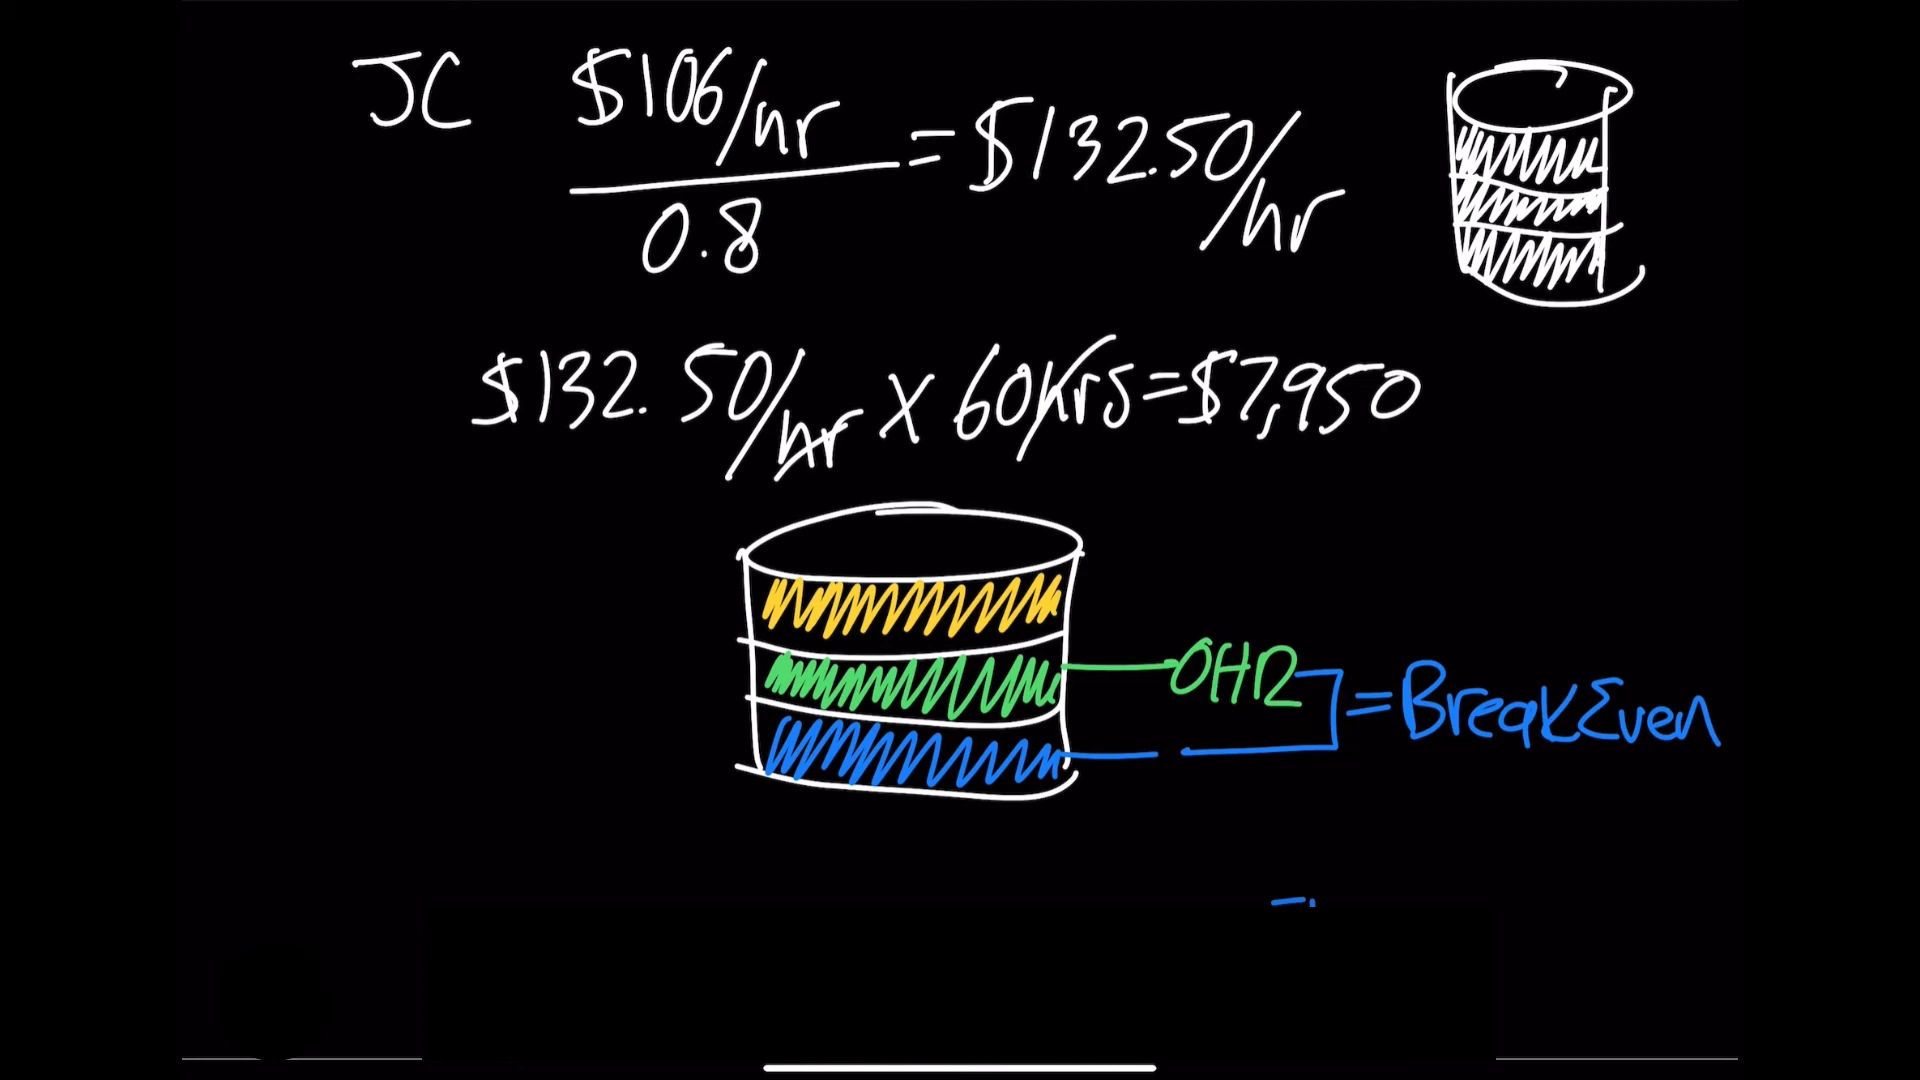 JC $106/hr = $132.50/hr
0.8
$132.50/hr X 60hrs = $7,950
OHR
= BreakEven